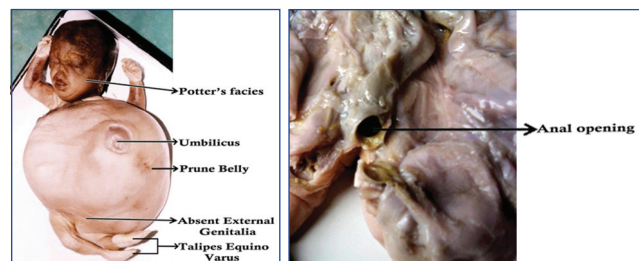 Potter's facies
Umbilicus
Prune Belly
Absent External
Genitalia
Talipes Equino
Varus
Anal opening